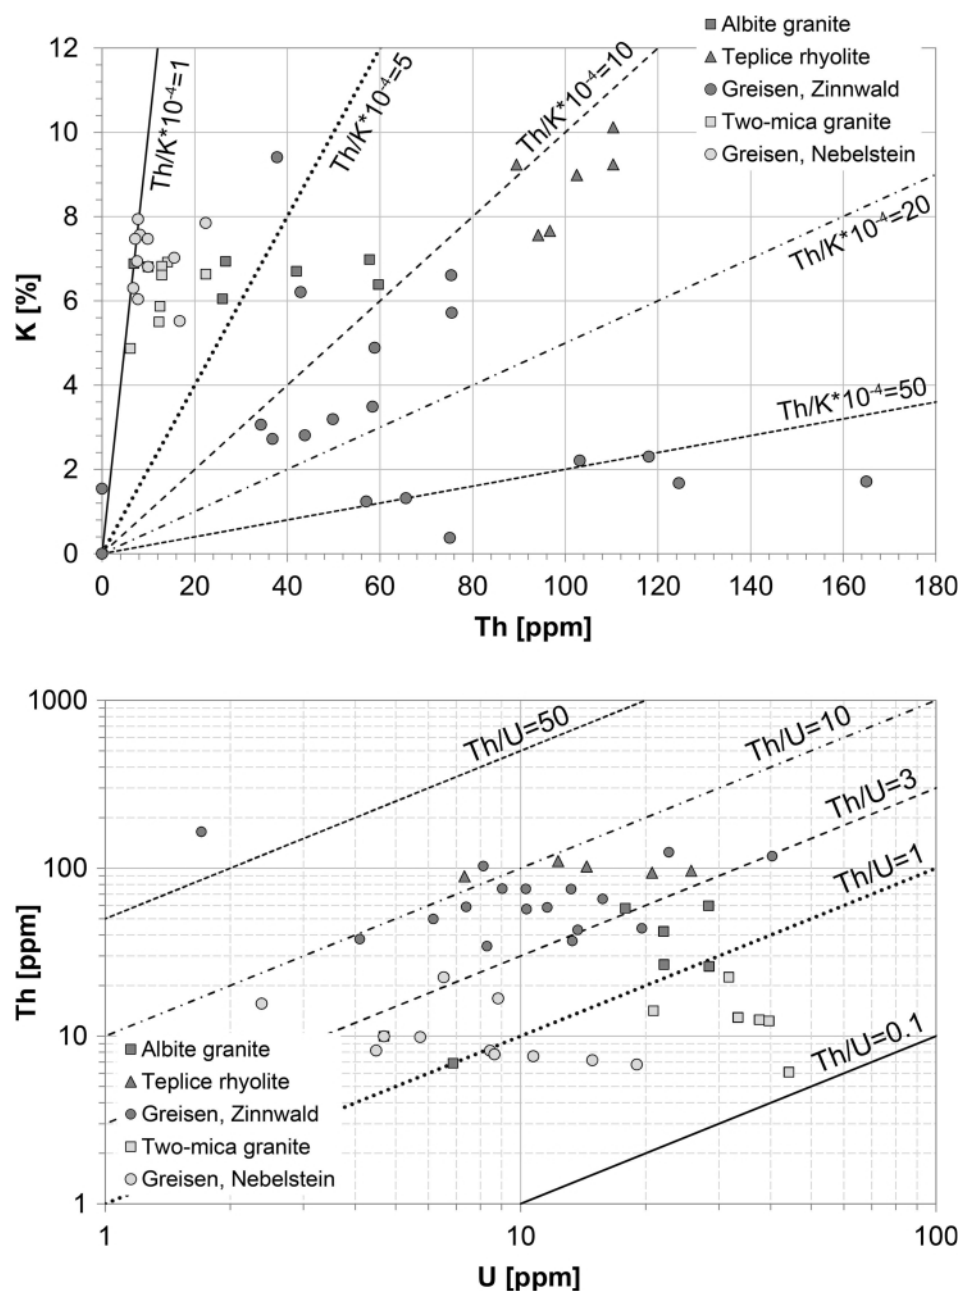 Albite granite
Teplice rhyolite
Greisen, Zinnwald
Two-mica granite
Greisen, Nebelstein
Th/K*10-4=1
Th/K*10-4=5
Th/K*10-4=10
Th/K*10-4=20
Th/K*10-4=50
12
10
8
6
4
2
0
K [%]
0 20 40 60 80 100 120 140 160 180
Th [ppm]
1000
100
10
1
Th [ppm]
Th/U=50
Th/U=10
Th/U=3
Th/U=1
Th/U=0.1
Albite granite
Teplice rhyolite
Greisen, Zinnwald
Two-mica granite
Greisen, Nebelstein
1 10 100
U [ppm]